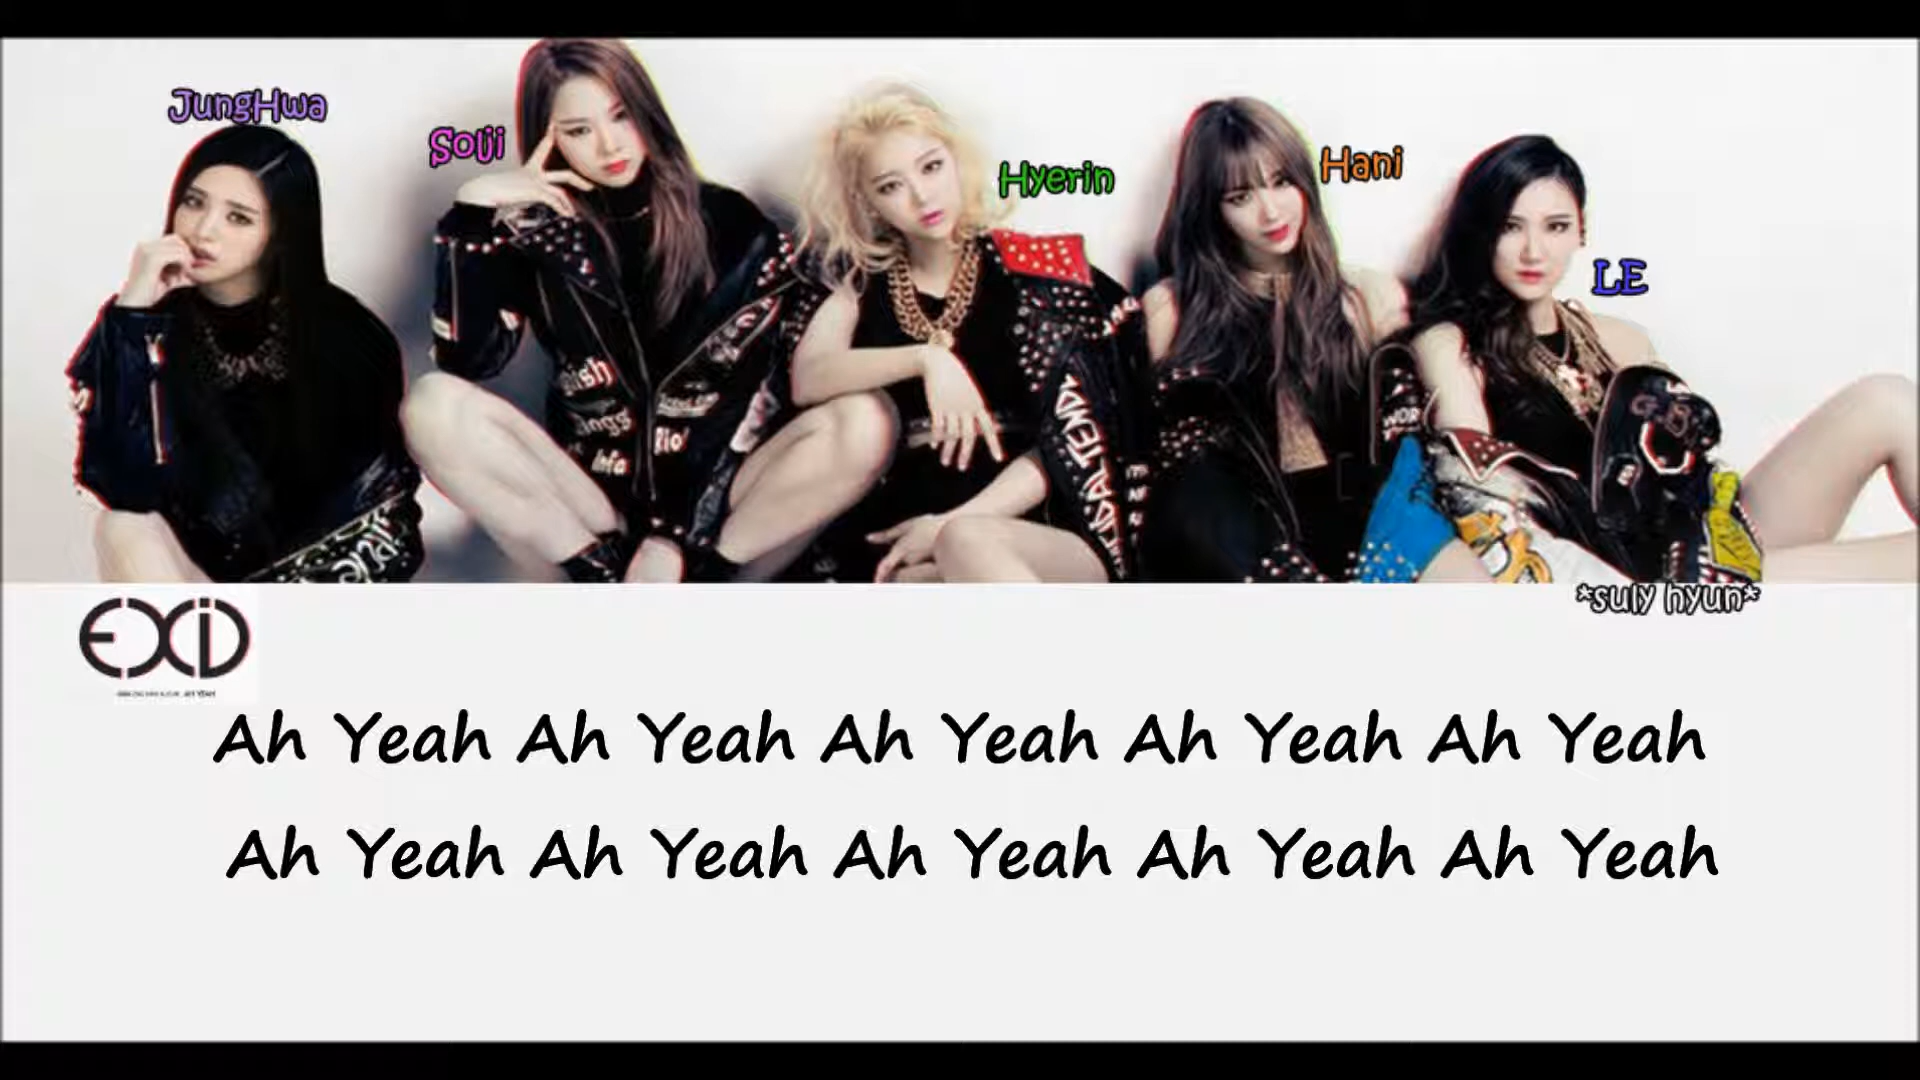 JungHwa
Solji
Hyerin
Hani
LE
*suly hyun*
EXID
Ah Yeah Ah Yeah Ah Yeah Ah Yeah Ah Yeah
Ah Yeah Ah Yeah Ah Yeah Ah Yeah Ah Yeah